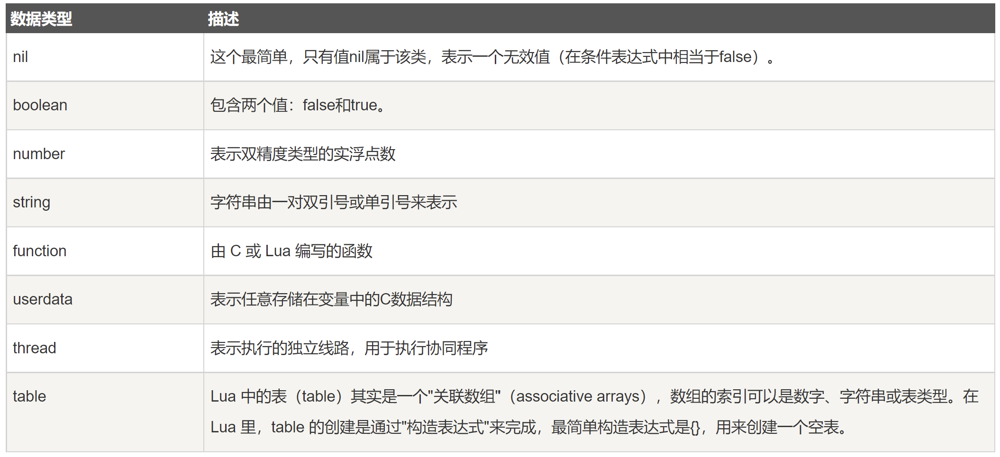 数据类型 描述
nil 这个最简单，只有值nil属于该类，表示一个无效值（在条件表达式中相当于false）。
boolean 包含两个值：false和true。
number 表示双精度类型的实浮点数
string 字符串由一对双引号或单引号来表示
function 由 C 或 Lua 编写的函数
userdata 表示任意存储在变量中的C数据结构
thread 表示执行的独立线路，用于执行协同程序
table Lua 中的表（table）其实是一个"关联数组"（associative arrays），数组的索引可以是数字、字符串或表类型。在
Lua 里，table 的创建是通过"构造表达式"来完成，最简单构造表达式是{}，用来创建一个空表。